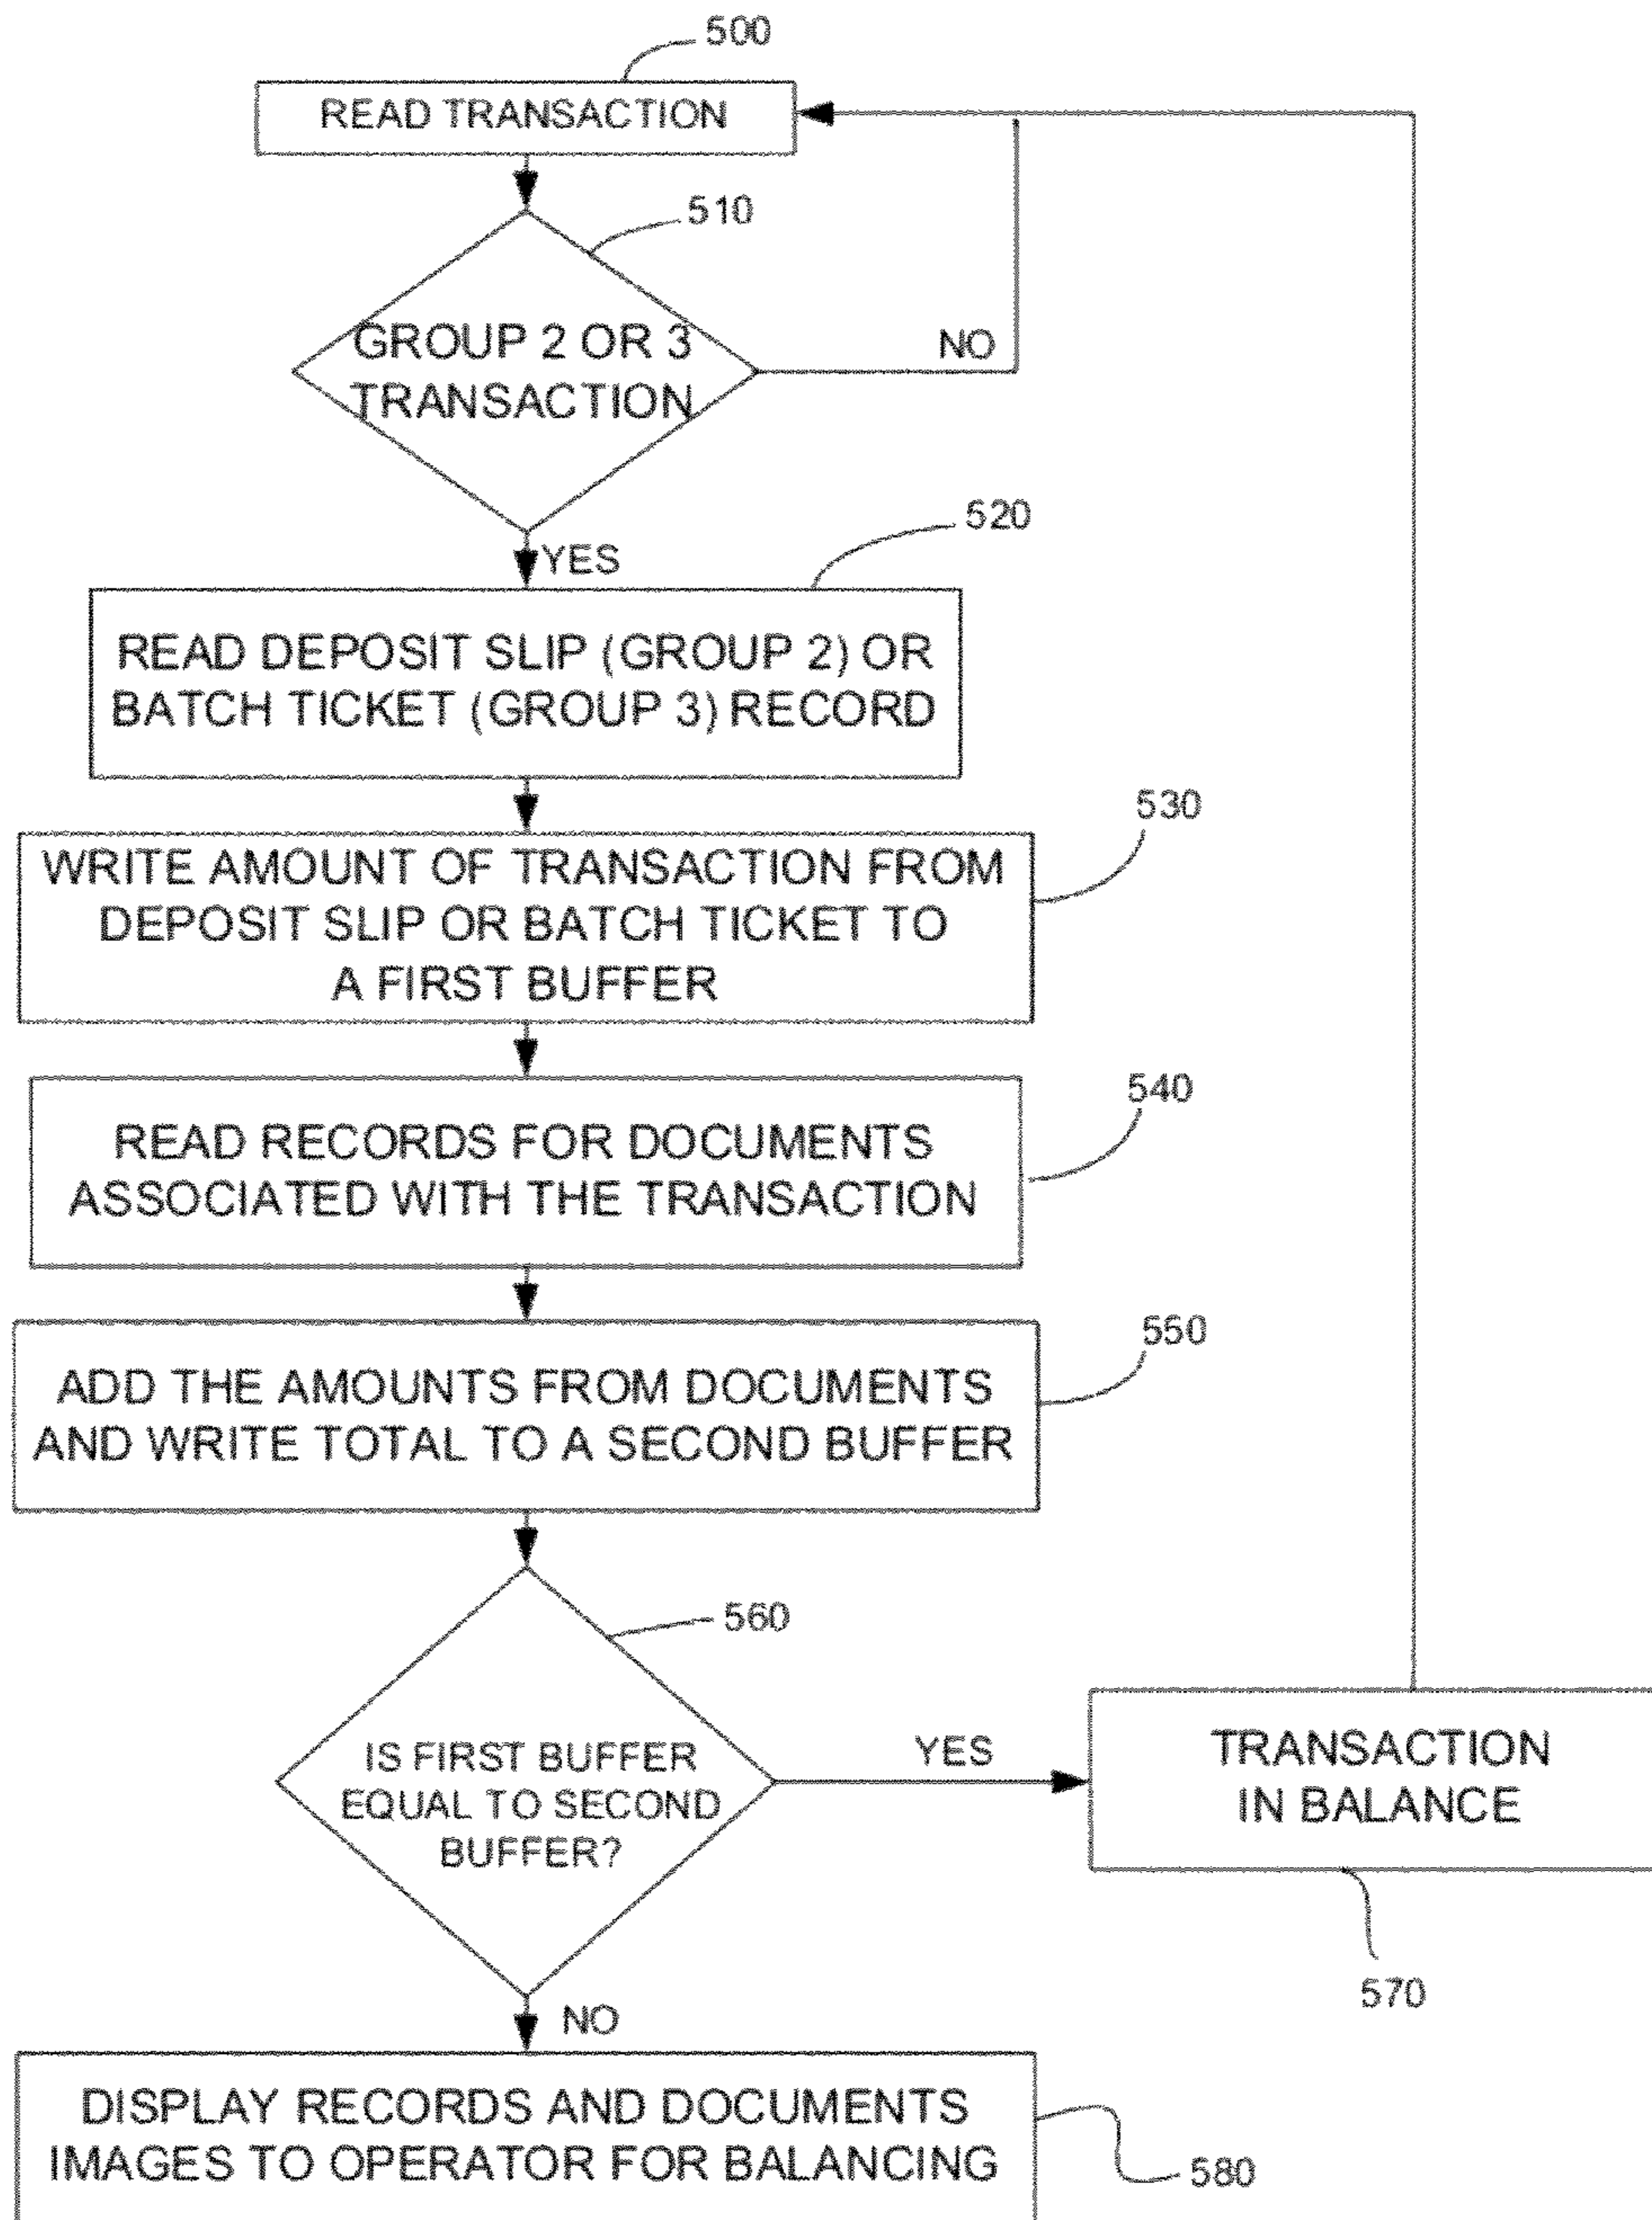 500
READ TRANSACTION
510
GROUP 2 OR 3
TRANSACTION
NO
YES
520
READ DEPOSIT SLIP (GROUP 2) OR
BATCH TICKET (GROUP 3) RECORD
530
WRITE AMOUNT OF TRANSACTION FROM
DEPOSIT SLIP OR BATCH TICKET TO
A FIRST BUFFER
540
READ RECORDS FOR DOCUMENTS
ASSOCIATED WITH THE TRANSACTION
550
ADD THE AMOUNTS FROM DOCUMENTS
AND WRITE TOTAL TO A SECOND BUFFER
560
IS FIRST BUFFER
EQUAL TO SECOND
BUFFER?
YES
TRANSACTION
IN BALANCE
570
NO
DISPLAY RECORDS AND DOCUMENTS
IMAGES TO OPERATOR FOR BALANCING
580